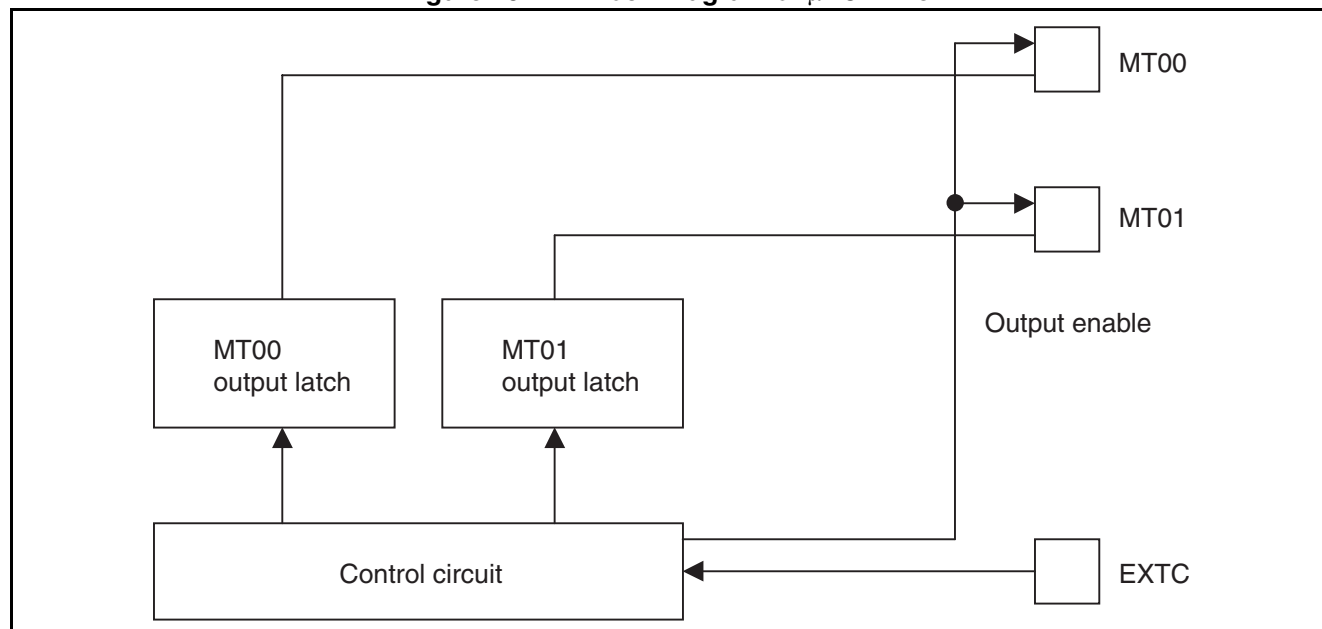 MT00
MT01
Output enable
MT00
output latch
MT01
output latch
Control circuit
EXTC